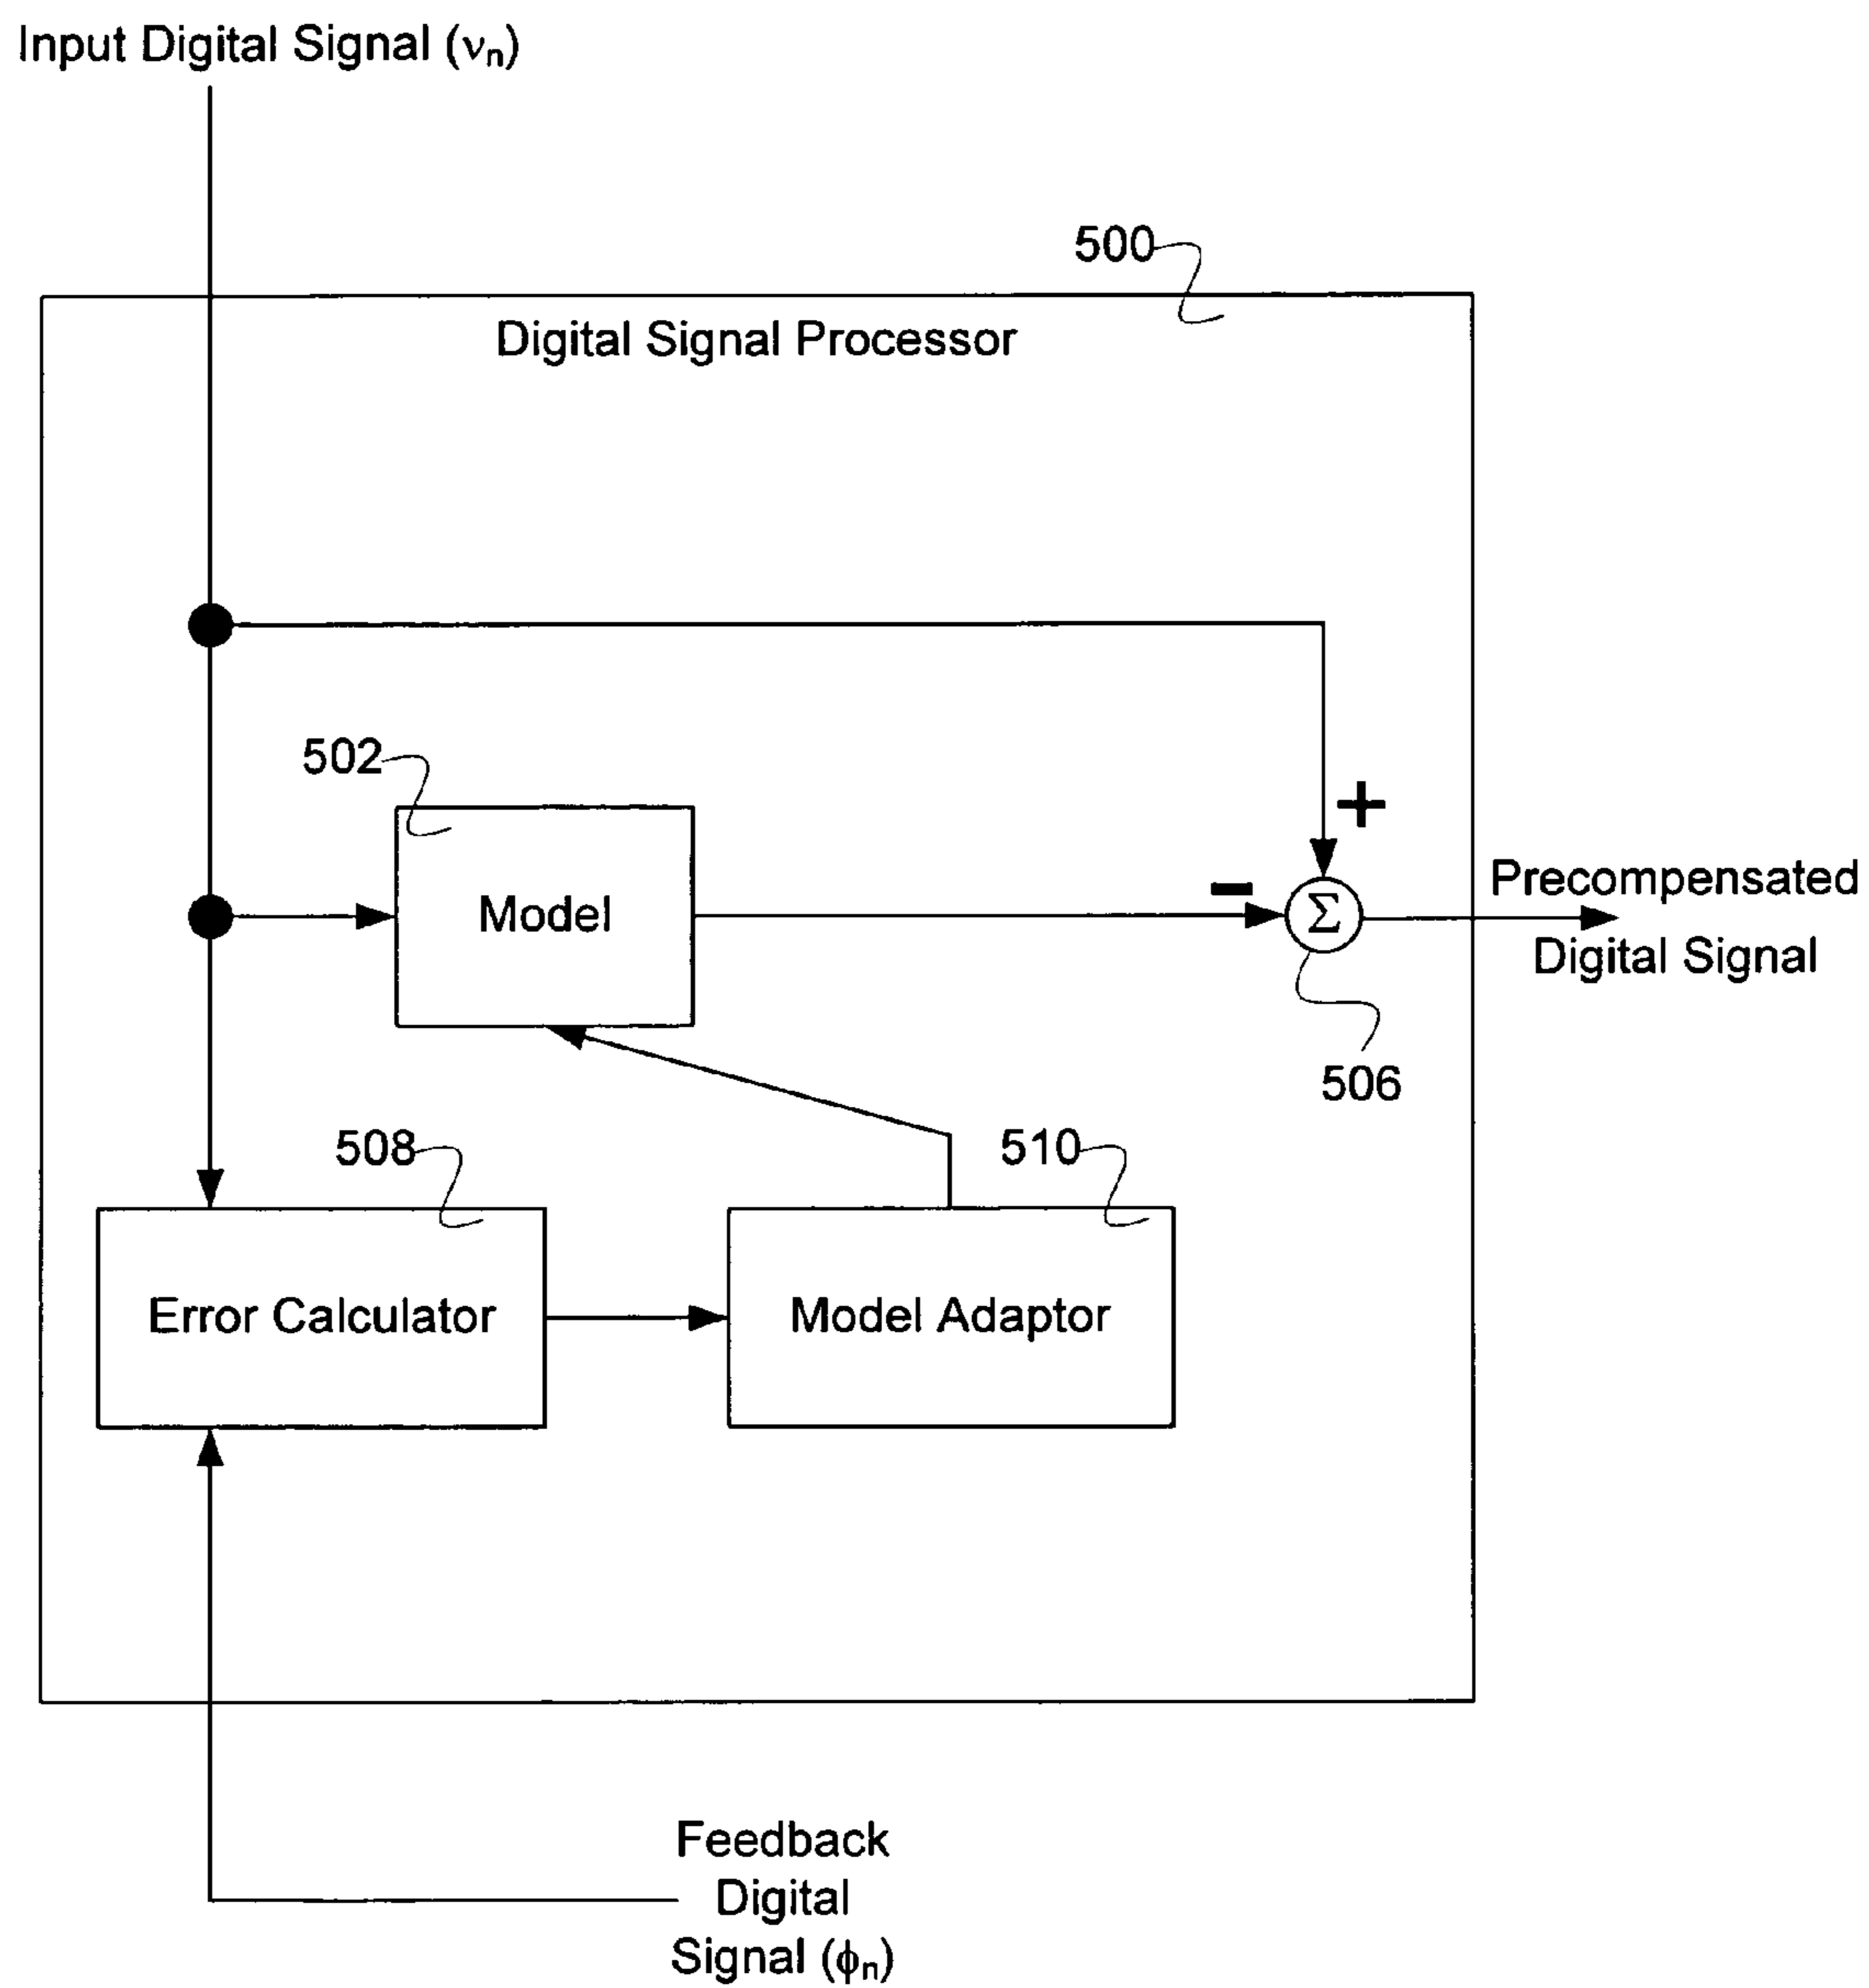 Input Digital Signal (νn)
500
Digital Signal Processor
502
+
Model
−
Σ
Precompensated
Digital Signal
506
508
510
Error Calculator
Model Adaptor
Feedback
Digital
Signal (ϕn)